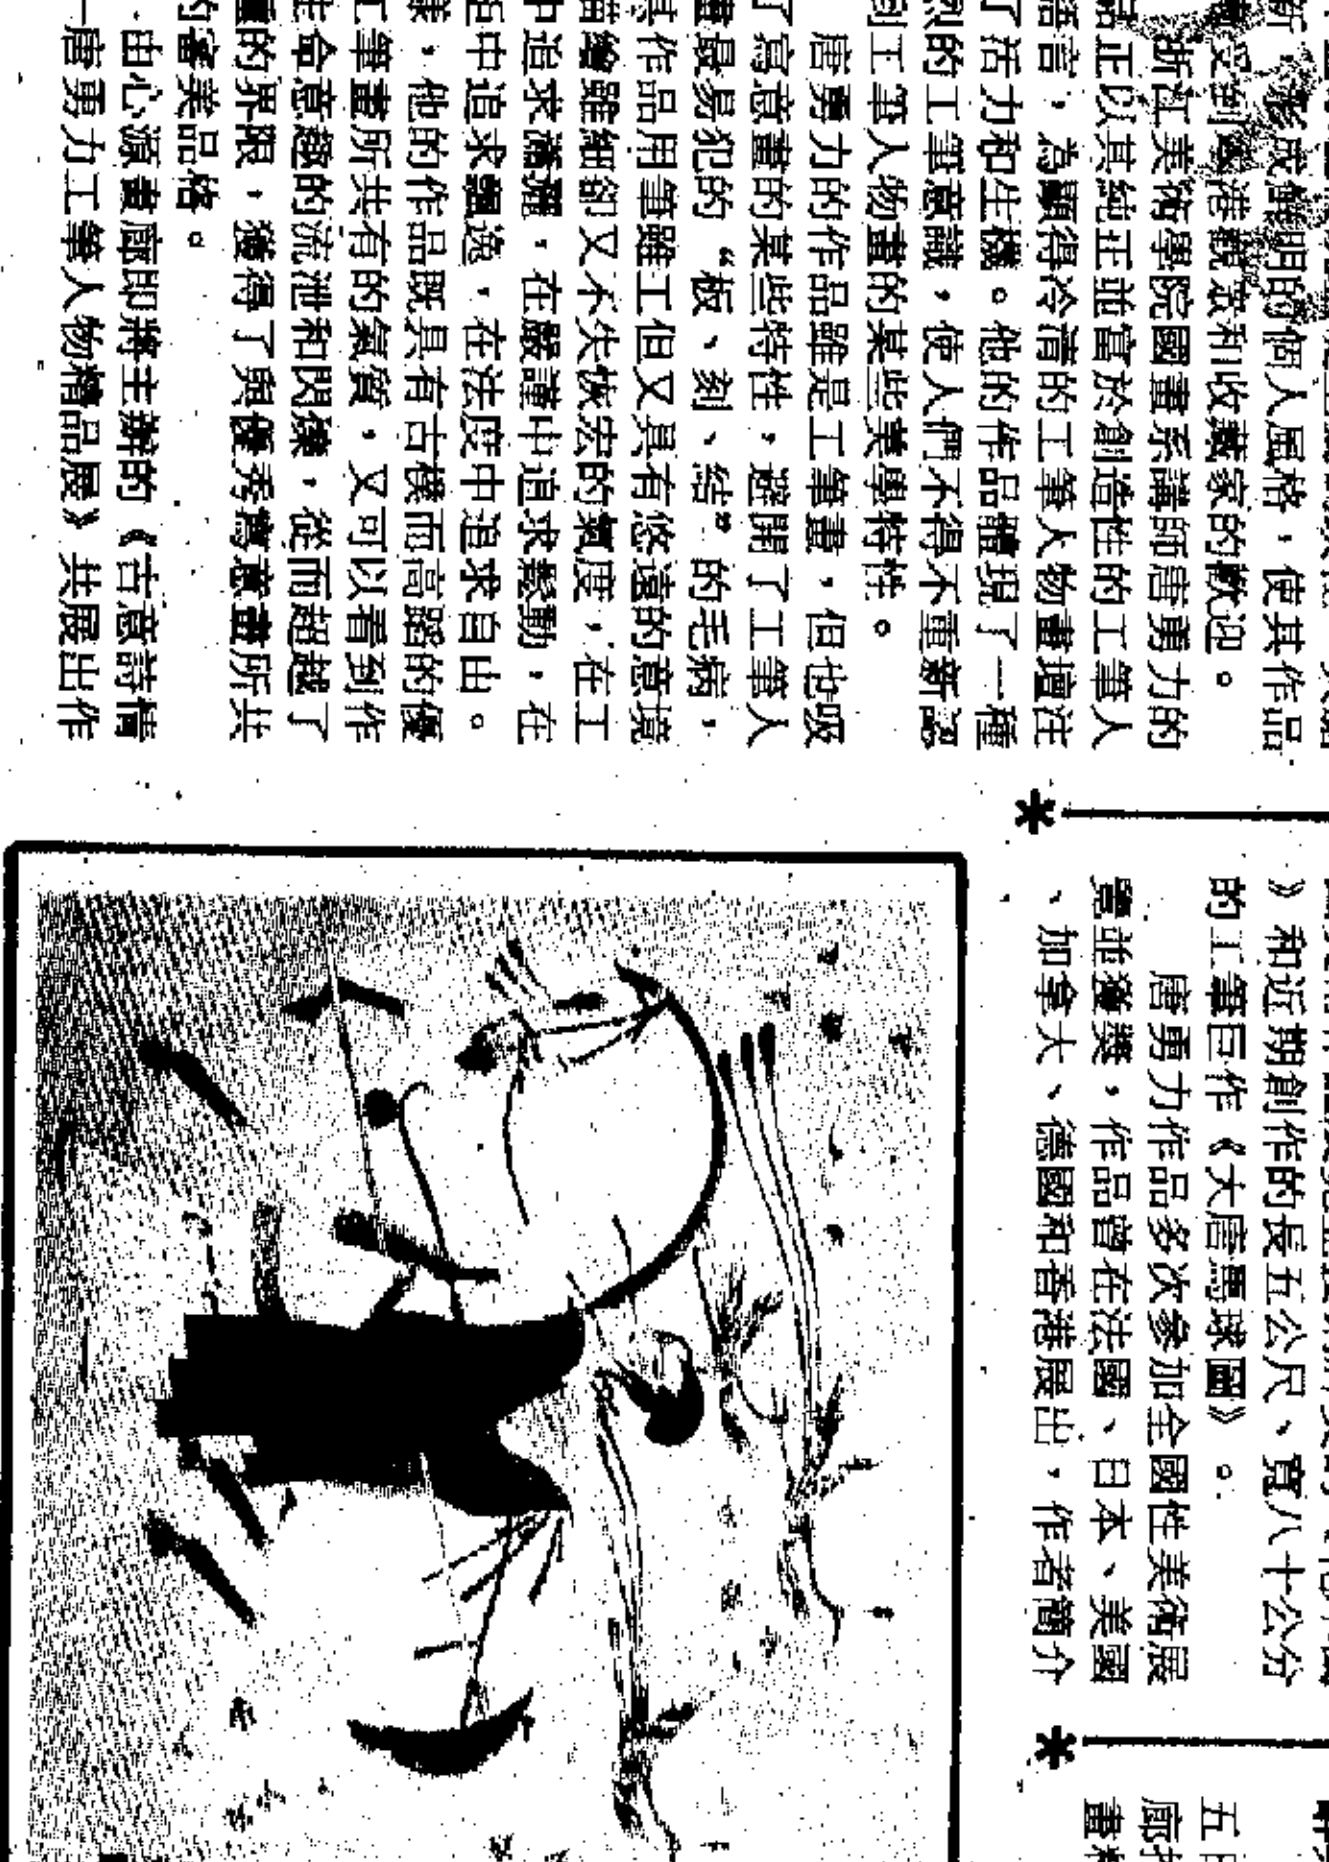 新，形成鮮明的個人風格，使其作品
受到 港觀眾和收藏家的歡迎。
浙江美術學院國畫系講師唐勇力的
品正以其純正並富於創造性的工筆人
語言，為顯得冷清的工筆人物畫壇注
了活力和生機。他的作品體現了一種
烈的工筆意識，使人們不得不重新認
到工筆人物畫的某些美學特性。
唐勇力的作品雖是工筆畫，但也吸
了寫意畫的某些特性，避開了工筆人
畫最易犯的“板、刻、結”的毛病，
其作品用筆雖工但又具有悠遠的意境
描繪雖細卻又不失恢宏的氣度，在工
中追求瀟灑，在嚴謹中追求鬆動，在
矩中追求飄逸，在法度中追求自由。
樣，他的作品既具有古樸而高蹈的優
工筆畫所共有的氣質，又可以看到作
生命意趣的流泄和閃爍，從而超越了
畫的界限，獲得了與優秀寫意畫所共
的審美品格。
由心源畫廊即將主辦的《古意詩情
—唐勇力工筆人物精品展》共展出作
》和近期創作的長五公尺、寬八十公分
的工筆巨作《大唐馬球圖》。
唐勇力作品多次參加全國性美術展
覽並獲獎，作品曾在法國、日本、美國
、加拿大、德國和香港展出，作者簡介
五
廊
畫